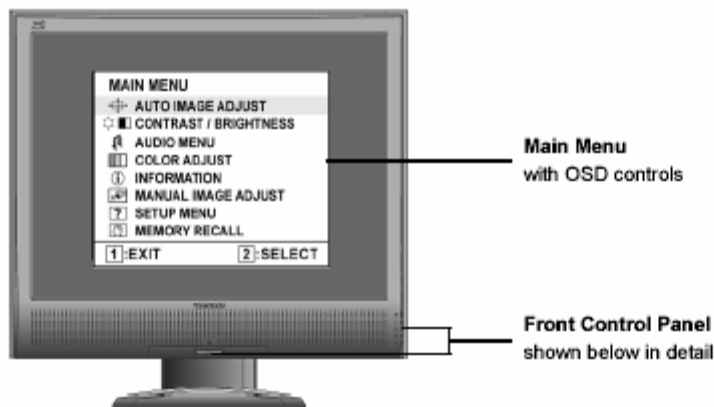 MAIN MENU
AUTO IMAGE ADJUST
CONTRAST / BRIGHTNESS
AUDIO MENU
COLOR ADJUST
INFORMATION
MANUAL IMAGE ADJUST
? SETUP MENU
MEMORY RECALL
1:EXIT
2:SELECT
Main Menu
with OSD controls
Front Control Panel
shown below in detail